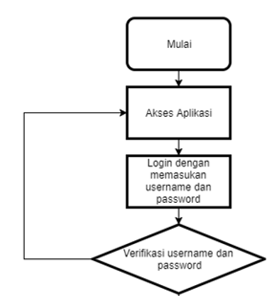 Mulai
Akses Aplikasi
Login dengan
memasukan
username dan
password
Verifikasi username dan
password